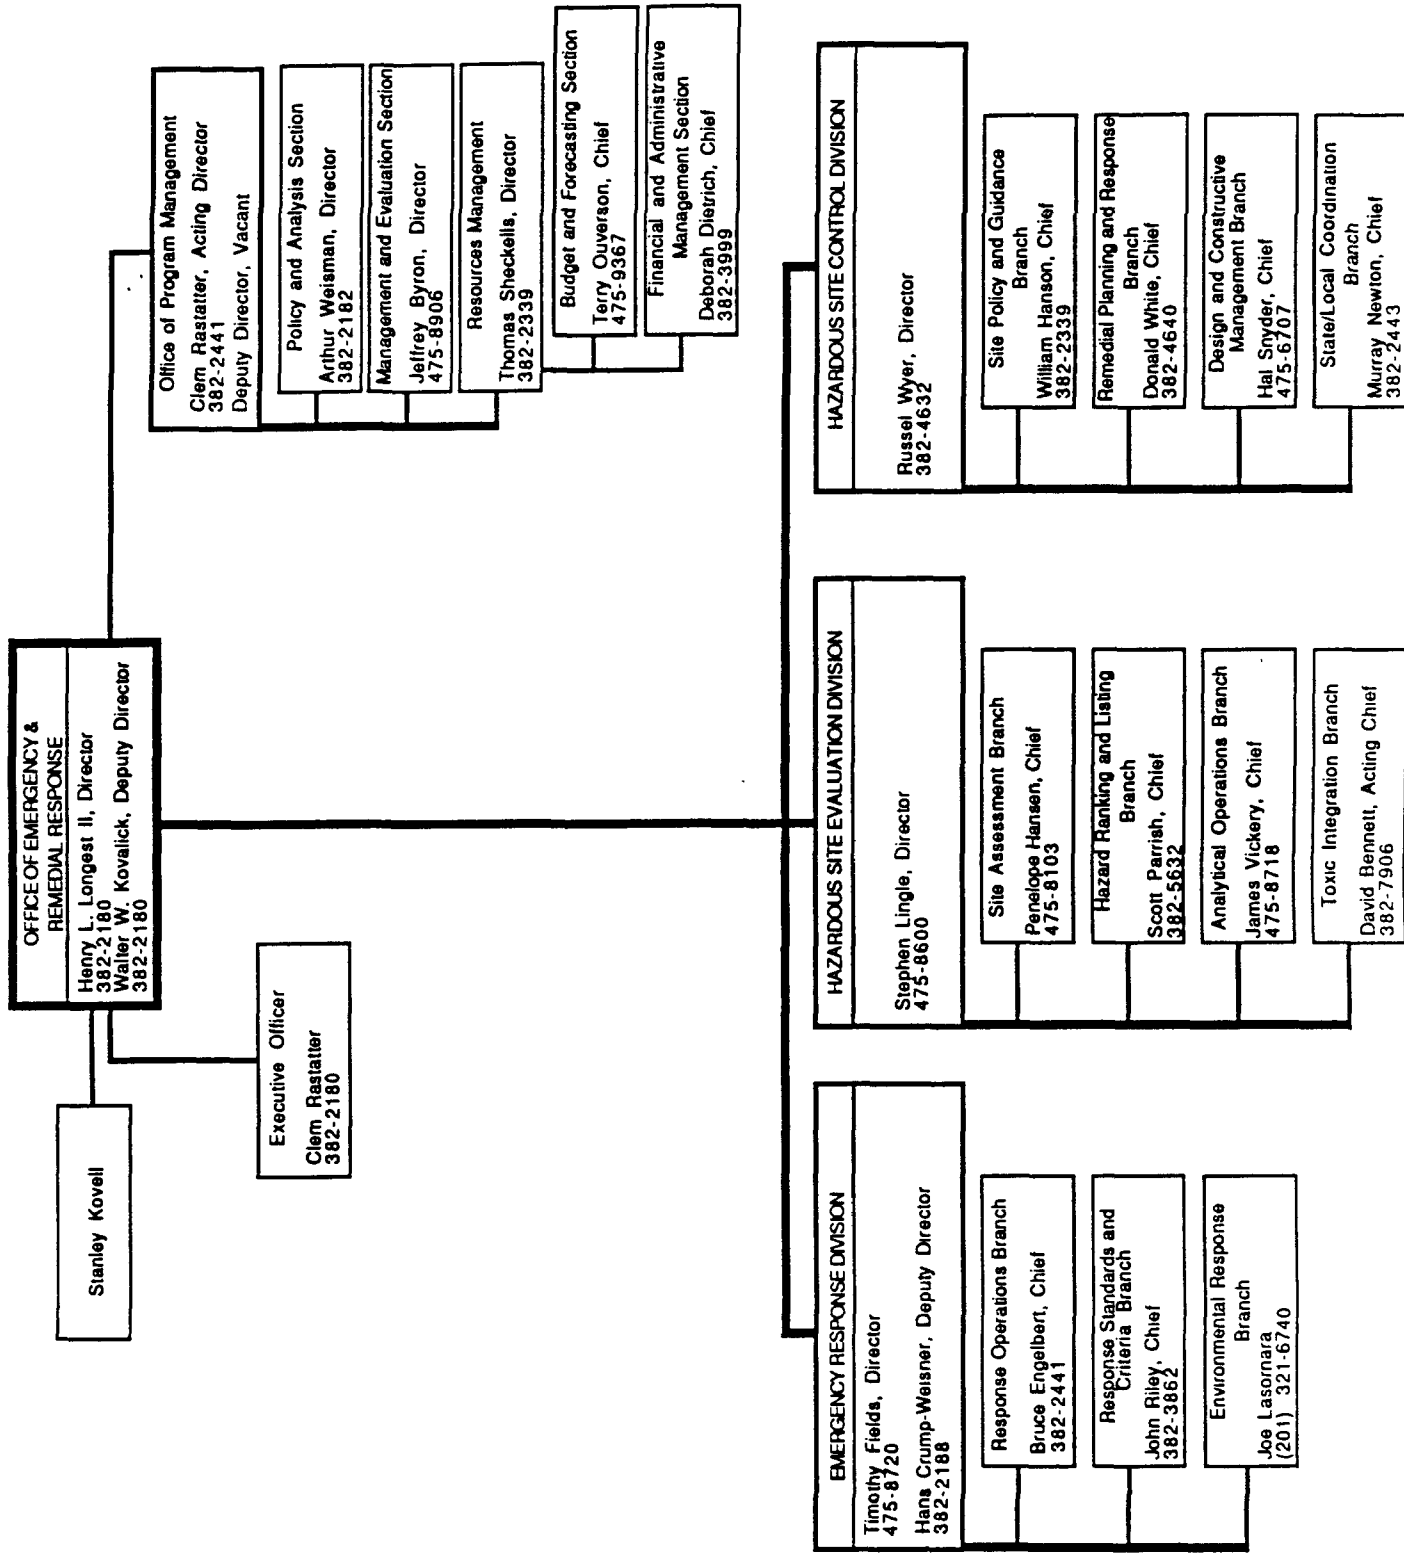 OFFICE OF EMERGENCY &
REMEDIAL RESPONSE
Henry L. Longest II, Director
382-2180
Walter W. Kovalick, Deputy Director
382-2180
Stanley Kovell
Executive Officer
Clem Rastatter
382-2180
Office of Program Management
Clem Rastatter, Acting Director
382-2441
Deputy Director, Vacant
Policy and Analysis Section
Arthur Weisman, Director
382-2182
Management and Evaluation Section
Jeffrey Byron, Director
475-8906
Resources Management
Thomas Sheckells, Director
382-2339
Budget and Forecasting Section
Terry Ouverson, Chief
475-9367
Financial and Administrative
Management Section
Deborah Dietrich, Chief
382-3999
EMERGENCY RESPONSE DIVISION
Timothy Fields, Director
475-8720
Hans Crump-Weisner, Deputy Director
382-2188
Response Operations Branch
Bruce Engelbert, Chief
382-2441
Response Standards and
Criteria Branch
John Riley, Chief
382-3862
Environmental Response
Branch
Joe Lasornara
(201) 321-6740
HAZARDOUS SITE EVALUATION DIVISION
Stephen Lingle, Director
475-8600
Site Assessment Branch
Penelope Hansen, Chief
475-8103
Hazard Ranking and Listing
Branch
Scott Parrish, Chief
382-5632
Analytical Operations Branch
James Vickery, Chief
475-8718
Toxic Integration Branch
David Bennett, Acting Chief
382-7906
HAZARDOUS SITE CONTROL DIVISION
Russel Wyer, Director
382-4632
Site Policy and Guidance
Branch
William Hanson, Chief
382-2339
Remedial Planning and Response
Branch
Donald White, Chief
382-4640
Design and Constructive
Management Branch
Hal Snyder, Chief
475-6707
State/Local Coordination
Branch
Murray Newton, Chief
382-2443